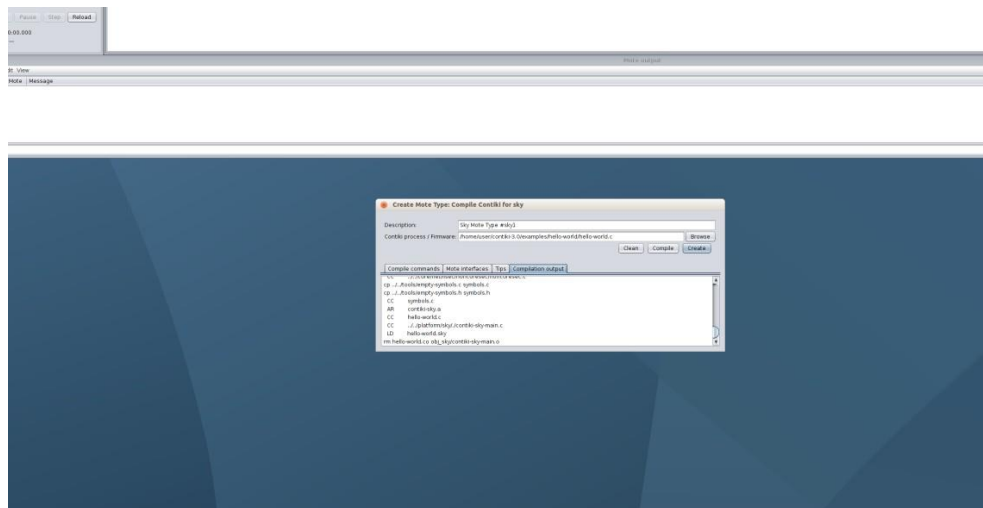 Pause Stop Reload
0:00.000
Mote output
dit View
Mote Message
Create Mote Type: Compile Contiki for sky
Description: Sky Mote Type #sky1
Contiki process / Firmware: /home/user/contiki-3.0/examples/hello-world/hello-world.c Browse
Clean Compile Create
Compile commands Mote interfaces Tips Compilation output
cp ../../tools/empty-symbols.c symbols.c
cp ../../tools/empty-symbols.h symbols.h
CC symbols.c
AR contiki-sky.a
CC hello-world.c
CC ../../platform/sky/./contiki-sky-main.c
LD hello-world.sky
rm hello-world.co obj_sky/contiki-sky-main.o